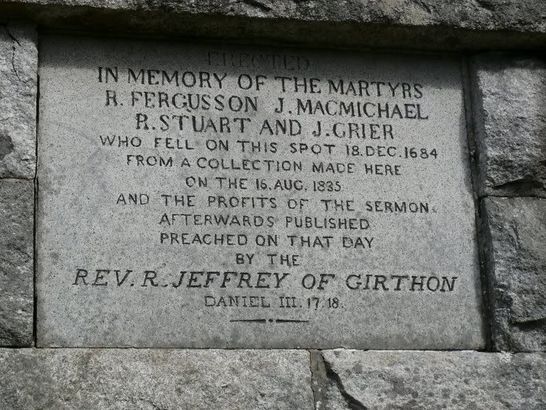 ERECTED
IN MEMORY OF THE MARTYRS
R. FERGUSSON J. MACMICHAEL
R. STUART AND J. GRIER
WHO FELL ON THIS SPOT 18. DEC. 1684
FROM A COLLECTION MADE HERE
ON THE 16. AUG. 1835
AND THE PROFITS OF THE SERMON
AFTERWARDS PUBLISHED
PREACHED ON THAT DAY
BY THE
REV. R. JEFFREY OF GIRTHON
DANIEL III. 17. 18.